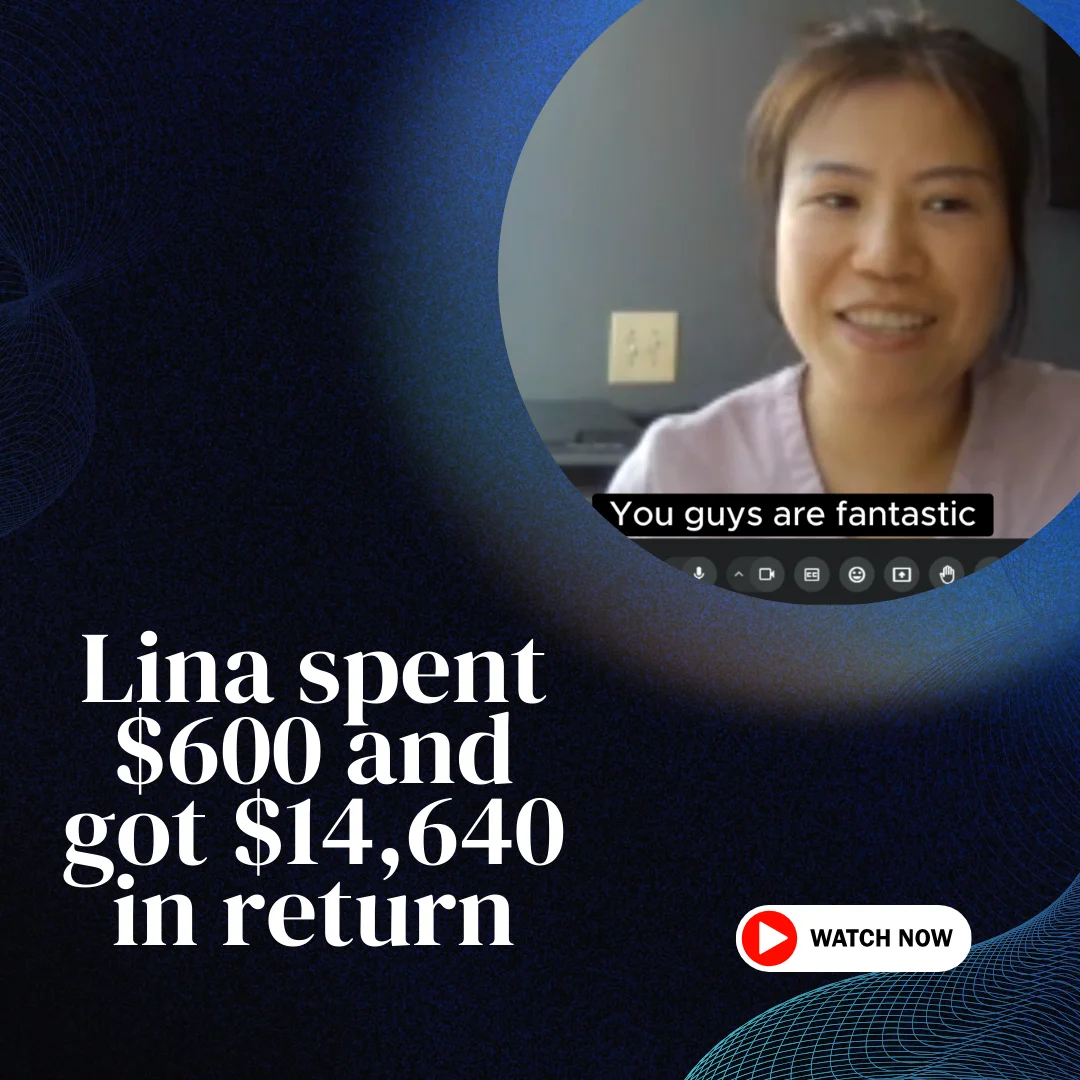 You guys are fantastic
Lina spent
$600 and
got $14,640
in return
WATCH NOW